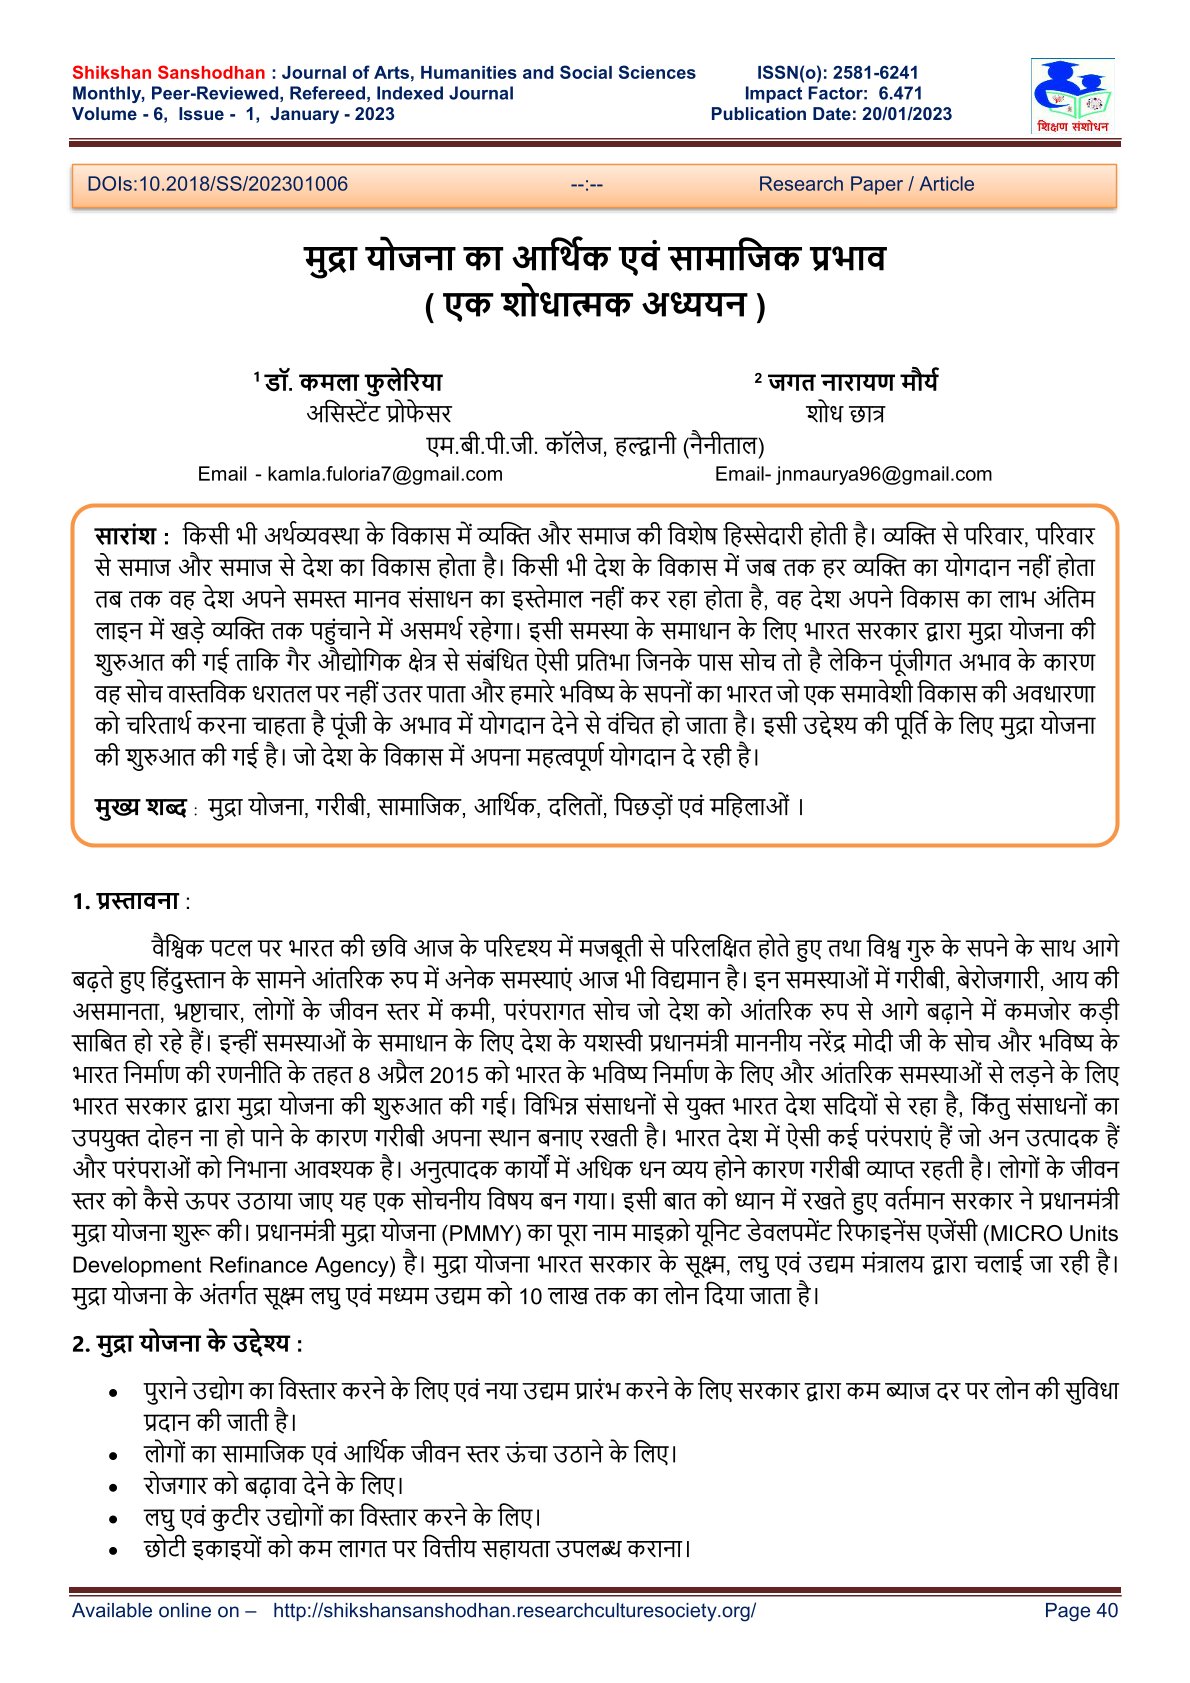 Shikshan Sanshodhan : Journal of Arts, Humanities and Social Sciences ISSN(o): 2581-6241
Monthly, Peer-Reviewed, Refereed, Indexed Journal Impact Factor: 6.471
Volume - 6, Issue - 1, January - 2023 Publication Date: 20/01/2023
शिक्षण संशोधन
DOIs:10.2018/SS/202301006 --:-- Research Paper / Article
मुद्रा योजना का आर्थिक एवं सामाजिक प्रभाव
( एक शोधात्मक अध्ययन )
1 डॉ. कमला फुलेरिया 2 जगत नारायण मौर्य
असिस्टेंट प्रोफेसर शोध छात्र
एम.बी.पी.जी. कॉलेज, हल्द्वानी (नैनीताल)
Email - kamla.fuloria7@gmail.com Email- jnmaurya96@gmail.com
सारांश : किसी भी अर्थव्यवस्था के विकास में व्यक्ति और समाज की विशेष हिस्सेदारी होती है। व्यक्ति से परिवार, परिवार
से समाज और समाज से देश का विकास होता है। किसी भी देश के विकास में जब तक हर व्यक्ति का योगदान नहीं होता
तब तक वह देश अपने समस्त मानव संसाधन का इस्तेमाल नहीं कर रहा होता है, वह देश अपने विकास का लाभ अंतिम
लाइन में खड़े व्यक्ति तक पहुंचाने में असमर्थ रहेगा। इसी समस्या के समाधान के लिए भारत सरकार द्वारा मुद्रा योजना की
शुरुआत की गई ताकि गैर औद्योगिक क्षेत्र से संबंधित ऐसी प्रतिभा जिनके पास सोच तो है लेकिन पूंजीगत अभाव के कारण
वह सोच वास्तविक धरातल पर नहीं उतर पाता और हमारे भविष्य के सपनों का भारत जो एक समावेशी विकास की अवधारणा
को चरितार्थ करना चाहता है पूंजी के अभाव में योगदान देने से वंचित हो जाता है। इसी उद्देश्य की पूर्ति के लिए मुद्रा योजना
की शुरुआत की गई है। जो देश के विकास में अपना महत्वपूर्ण योगदान दे रही है।
मुख्य शब्द : मुद्रा योजना, गरीबी, सामाजिक, आर्थिक, दलितों, पिछड़ों एवं महिलाओं ।
1. प्रस्तावना :
वैश्विक पटल पर भारत की छवि आज के परिदृश्य में मजबूती से परिलक्षित होते हुए तथा विश्व गुरु के सपने के साथ आगे
बढ़ते हुए हिंदुस्तान के सामने आंतरिक रुप में अनेक समस्याएं आज भी विद्यमान है। इन समस्याओं में गरीबी, बेरोजगारी, आय की
असमानता, भ्रष्टाचार, लोगों के जीवन स्तर में कमी, परंपरागत सोच जो देश को आंतरिक रुप से आगे बढ़ाने में कमजोर कड़ी
साबित हो रहे हैं। इन्हीं समस्याओं के समाधान के लिए देश के यशस्वी प्रधानमंत्री माननीय नरेंद्र मोदी जी के सोच और भविष्य के
भारत निर्माण की रणनीति के तहत 8 अप्रैल 2015 को भारत के भविष्य निर्माण के लिए और आंतरिक समस्याओं से लड़ने के लिए
भारत सरकार द्वारा मुद्रा योजना की शुरुआत की गई। विभिन्न संसाधनों से युक्त भारत देश सदियों से रहा है, किंतु संसाधनों का
उपयुक्त दोहन ना हो पाने के कारण गरीबी अपना स्थान बनाए रखती है। भारत देश में ऐसी कई परंपराएं हैं जो अन उत्पादक हैं
और परंपराओं को निभाना आवश्यक है। अनुत्पादक कार्यों में अधिक धन व्यय होने कारण गरीबी व्याप्त रहती है। लोगों के जीवन
स्तर को कैसे ऊपर उठाया जाए यह एक सोचनीय विषय बन गया। इसी बात को ध्यान में रखते हुए वर्तमान सरकार ने प्रधानमंत्री
मुद्रा योजना शुरू की। प्रधानमंत्री मुद्रा योजना (PMMY) का पूरा नाम माइक्रो यूनिट डेवलपमेंट रिफाइनेंस एजेंसी (MICRO Units
Development Refinance Agency) है। मुद्रा योजना भारत सरकार के सूक्ष्म, लघु एवं उद्यम मंत्रालय द्वारा चलाई जा रही है।
मुद्रा योजना के अंतर्गत सूक्ष्म लघु एवं मध्यम उद्यम को 10 लाख तक का लोन दिया जाता है।
2. मुद्रा योजना के उद्देश्य :
• पुराने उद्योग का विस्तार करने के लिए एवं नया उद्यम प्रारंभ करने के लिए सरकार द्वारा कम ब्याज दर पर लोन की सुविधा
प्रदान की जाती है।
• लोगों का सामाजिक एवं आर्थिक जीवन स्तर ऊंचा उठाने के लिए।
• रोजगार को बढ़ावा देने के लिए।
• लघु एवं कुटीर उद्योगों का विस्तार करने के लिए।
• छोटी इकाइयों को कम लागत पर वित्तीय सहायता उपलब्ध कराना।
Available online on – http://shikshansanshodhan.researchculturesociety.org/ Page 40